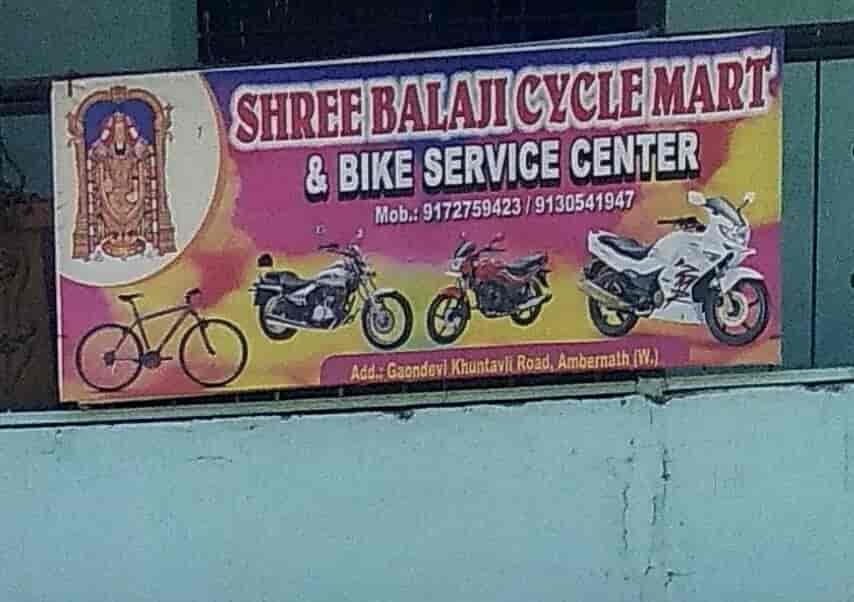 SHREE BALAJI CYCLE MART
& BIKE SERVICE CENTER
Mob.: 9172759423 / 9130541947
Add.: Gaondevi Khuntavli Road, Ambernath (W.)